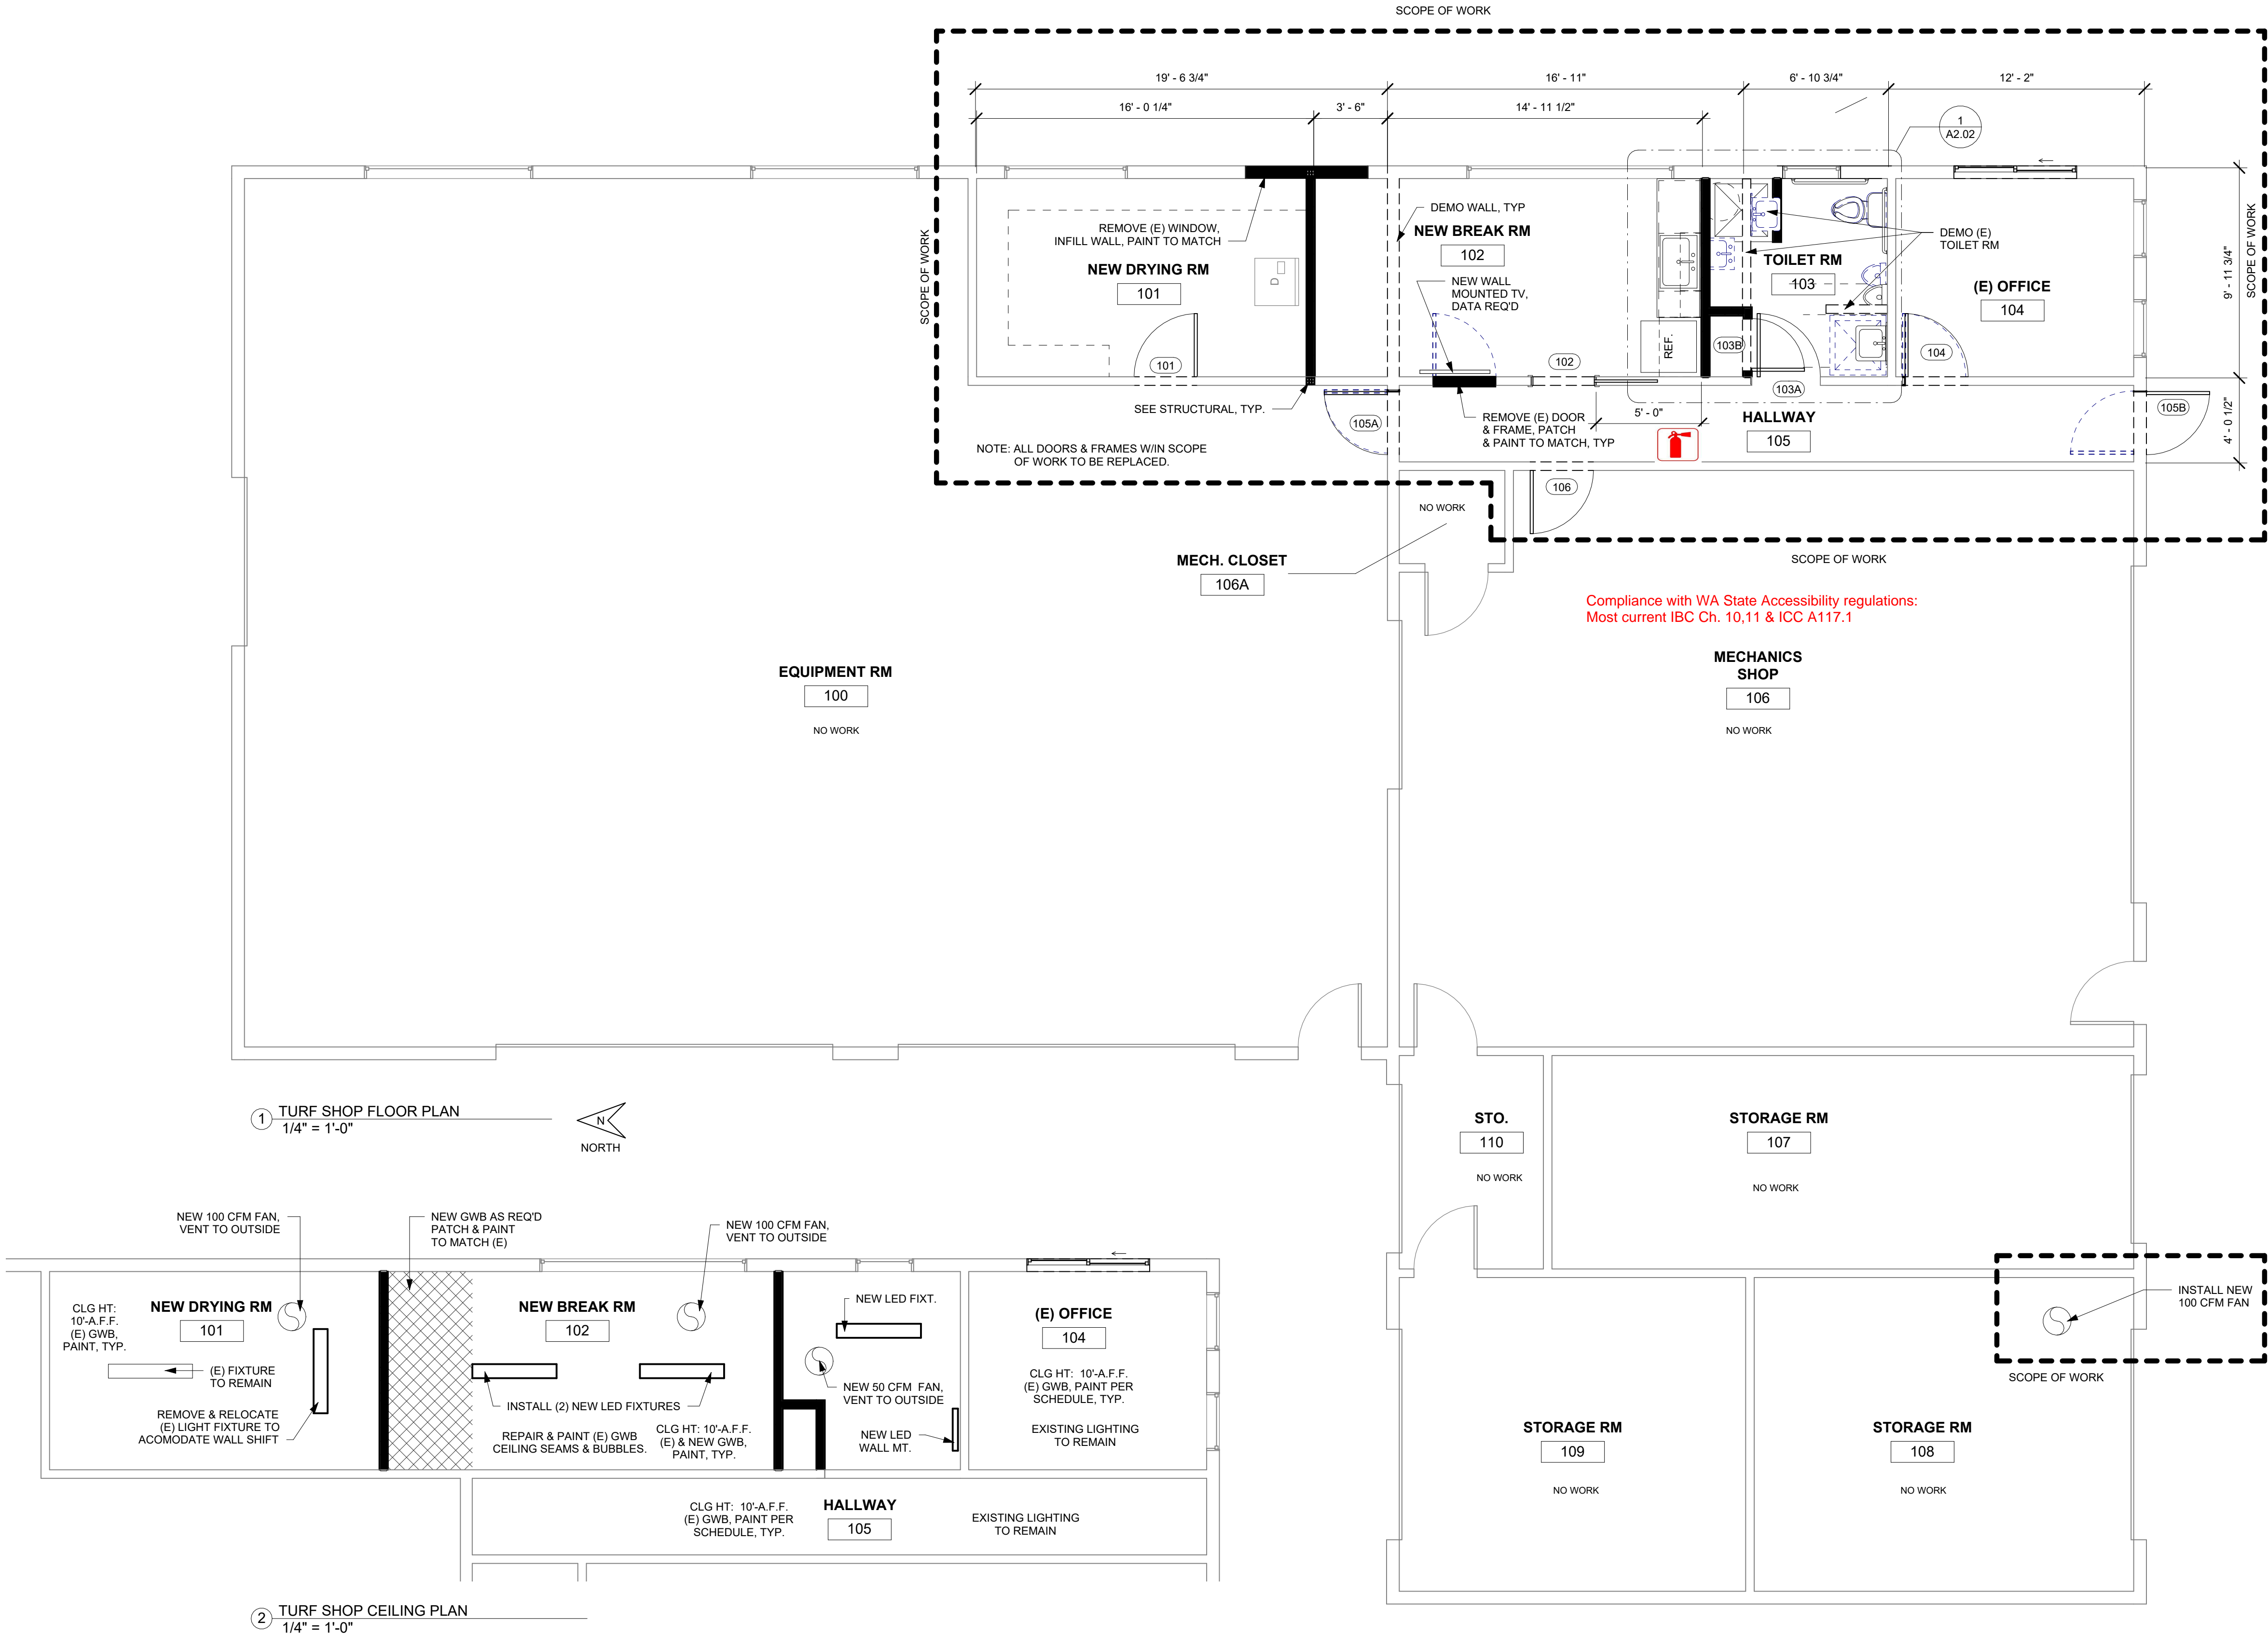 SCOPE OF WORK
19' - 6 3/4"
16' - 11"
6' - 10 3/4"
12' - 2"
16' - 0 1/4"
3' - 6"
14' - 11 1/2"
1
A2.02
SCOPE OF WORK
REMOVE (E) WINDOW,
INFILL WALL, PAINT TO MATCH
NEW DRYING RM
101
D
101
SEE STRUCTURAL, TYP.
NOTE: ALL DOORS & FRAMES W/IN SCOPE
OF WORK TO BE REPLACED.
DEMO WALL, TYP
NEW BREAK RM
102
NEW WALL
MOUNTED TV,
DATA REQ'D
102
REF.
105A
REMOVE (E) DOOR
& FRAME, PATCH
& PAINT TO MATCH, TYP
5' - 0"
TOILET RM
103
103B
103A
DEMO (E)
TOILET RM
(E) OFFICE
104
104
HALLWAY
105
105B
9' - 11 3/4"
4' - 0 1/2"
SCOPE OF WORK
106
NO WORK
MECH. CLOSET
106A
SCOPE OF WORK
Compliance with WA State Accessibility regulations:
Most current IBC Ch. 10,11 & ICC A117.1
EQUIPMENT RM
100
NO WORK
MECHANICS
SHOP
106
NO WORK
1
TURF SHOP FLOOR PLAN
1/4" = 1'-0"
N
NORTH
STO.
110
NO WORK
STORAGE RM
107
NO WORK
INSTALL NEW
100 CFM FAN
SCOPE OF WORK
STORAGE RM
109
NO WORK
STORAGE RM
108
NO WORK
NEW 100 CFM FAN,
VENT TO OUTSIDE
NEW GWB AS REQ'D
PATCH & PAINT
TO MATCH (E)
NEW 100 CFM FAN,
VENT TO OUTSIDE
CLG HT:
10'-A.F.F.
(E) GWB,
PAINT, TYP.
NEW DRYING RM
101
(E) FIXTURE
TO REMAIN
REMOVE & RELOCATE
(E) LIGHT FIXTURE TO
ACOMODATE WALL SHIFT
NEW BREAK RM
102
INSTALL (2) NEW LED FIXTURES
REPAIR & PAINT (E) GWB
CEILING SEAMS & BUBBLES.
CLG HT: 10'-A.F.F.
(E) & NEW GWB,
PAINT, TYP.
NEW LED FIXT.
NEW 50 CFM FAN,
VENT TO OUTSIDE
NEW LED
WALL MT.
(E) OFFICE
104
CLG HT: 10'-A.F.F.
(E) GWB, PAINT PER
SCHEDULE, TYP.
EXISTING LIGHTING
TO REMAIN
CLG HT: 10'-A.F.F.
(E) GWB, PAINT PER
SCHEDULE, TYP.
HALLWAY
105
EXISTING LIGHTING
TO REMAIN
2
TURF SHOP CEILING PLAN
1/4" = 1'-0"